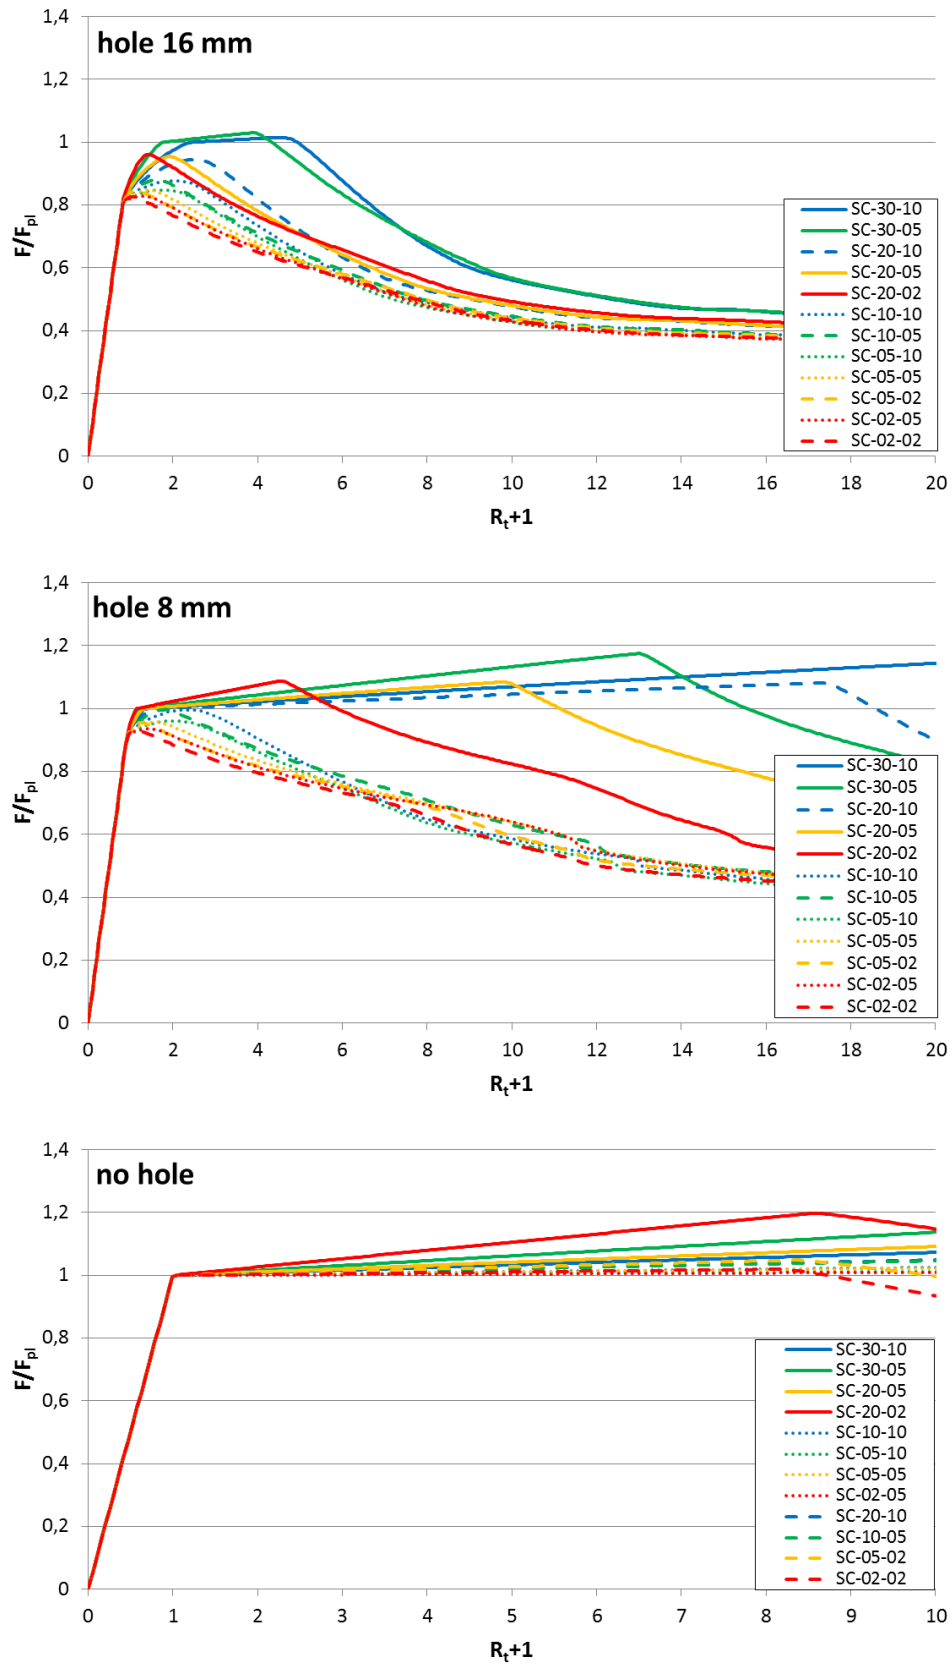 hole 16 mm
1,4
1,2
1
0,8
0,6
0,4
0,2
0
F/Fpl
0 2 4 6 8 10 12 14 16 18 20
Rt+1
SC-30-10
SC-30-05
SC-20-10
SC-20-05
SC-20-02
SC-10-10
SC-10-05
SC-05-10
SC-05-05
SC-05-02
SC-02-05
SC-02-02
hole 8 mm
1,4
1,2
1
0,8
0,6
0,4
0,2
0
F/Fpl
0 2 4 6 8 10 12 14 16 18 20
Rt+1
SC-30-10
SC-30-05
SC-20-10
SC-20-05
SC-20-02
SC-10-10
SC-10-05
SC-05-10
SC-05-05
SC-05-02
SC-02-05
SC-02-02
no hole
1,4
1,2
1
0,8
0,6
0,4
0,2
0
F/Fpl
0 1 2 3 4 5 6 7 8 9 10
Rt+1
SC-30-10
SC-30-05
SC-20-05
SC-20-02
SC-10-10
SC-05-10
SC-05-05
SC-02-05
SC-20-10
SC-10-05
SC-05-02
SC-02-02